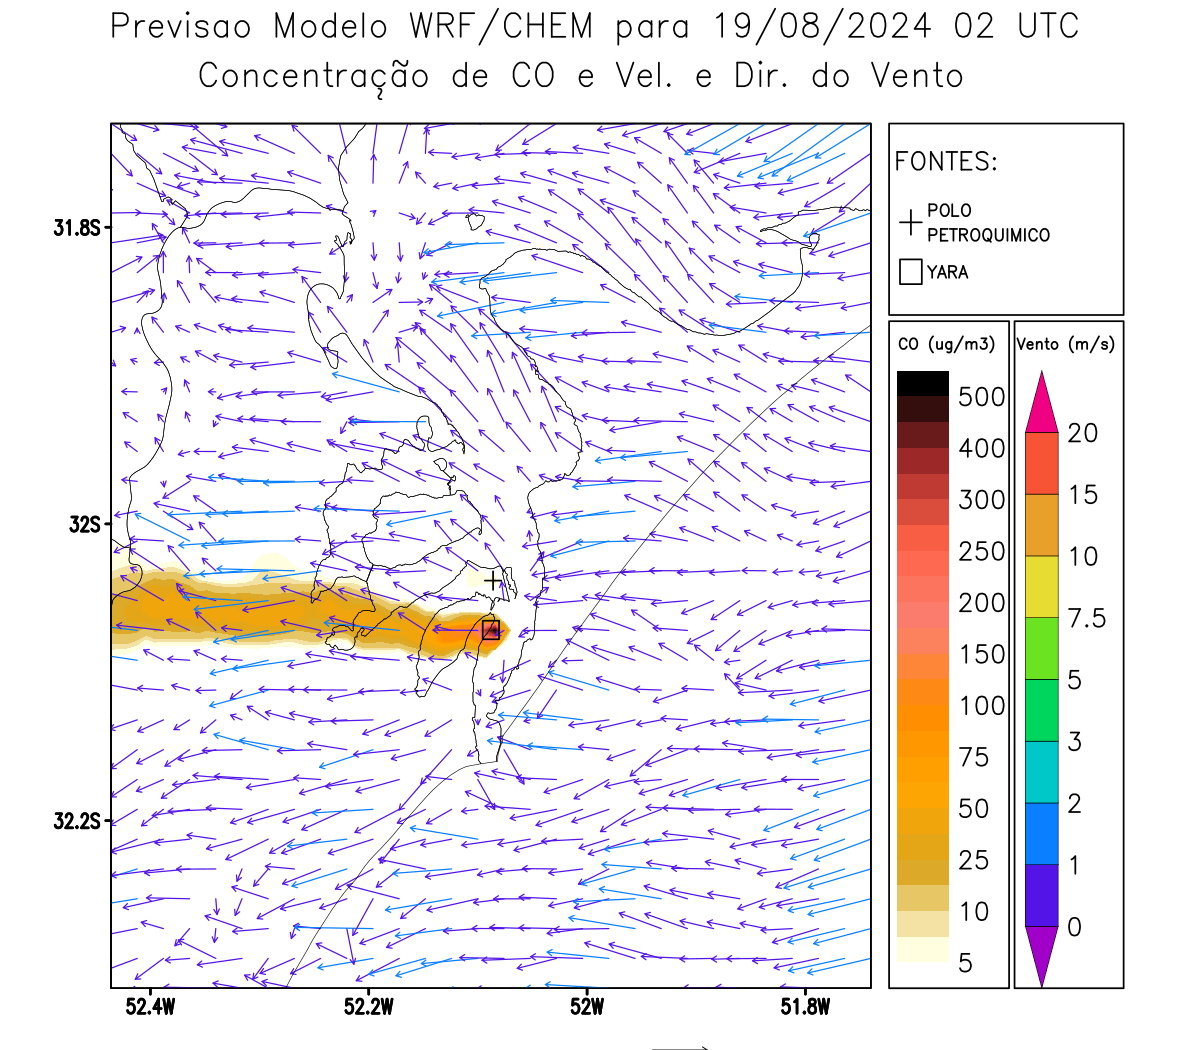 Previsao Modelo WRF/CHEM para 19/08/2024 02 UTC
Concentração de CO e Vel. e Dir. do Vento
FONTES:
POLO
PETROQUIMICO
YARA
CO (ug/m3)
500
400
300
250
200
150
100
75
50
25
10
5
Vento (m/s)
20
15
10
7.5
5
3
2
1
0
31.8S
32S
32.2S
52.4W
52.2W
52W
51.8W